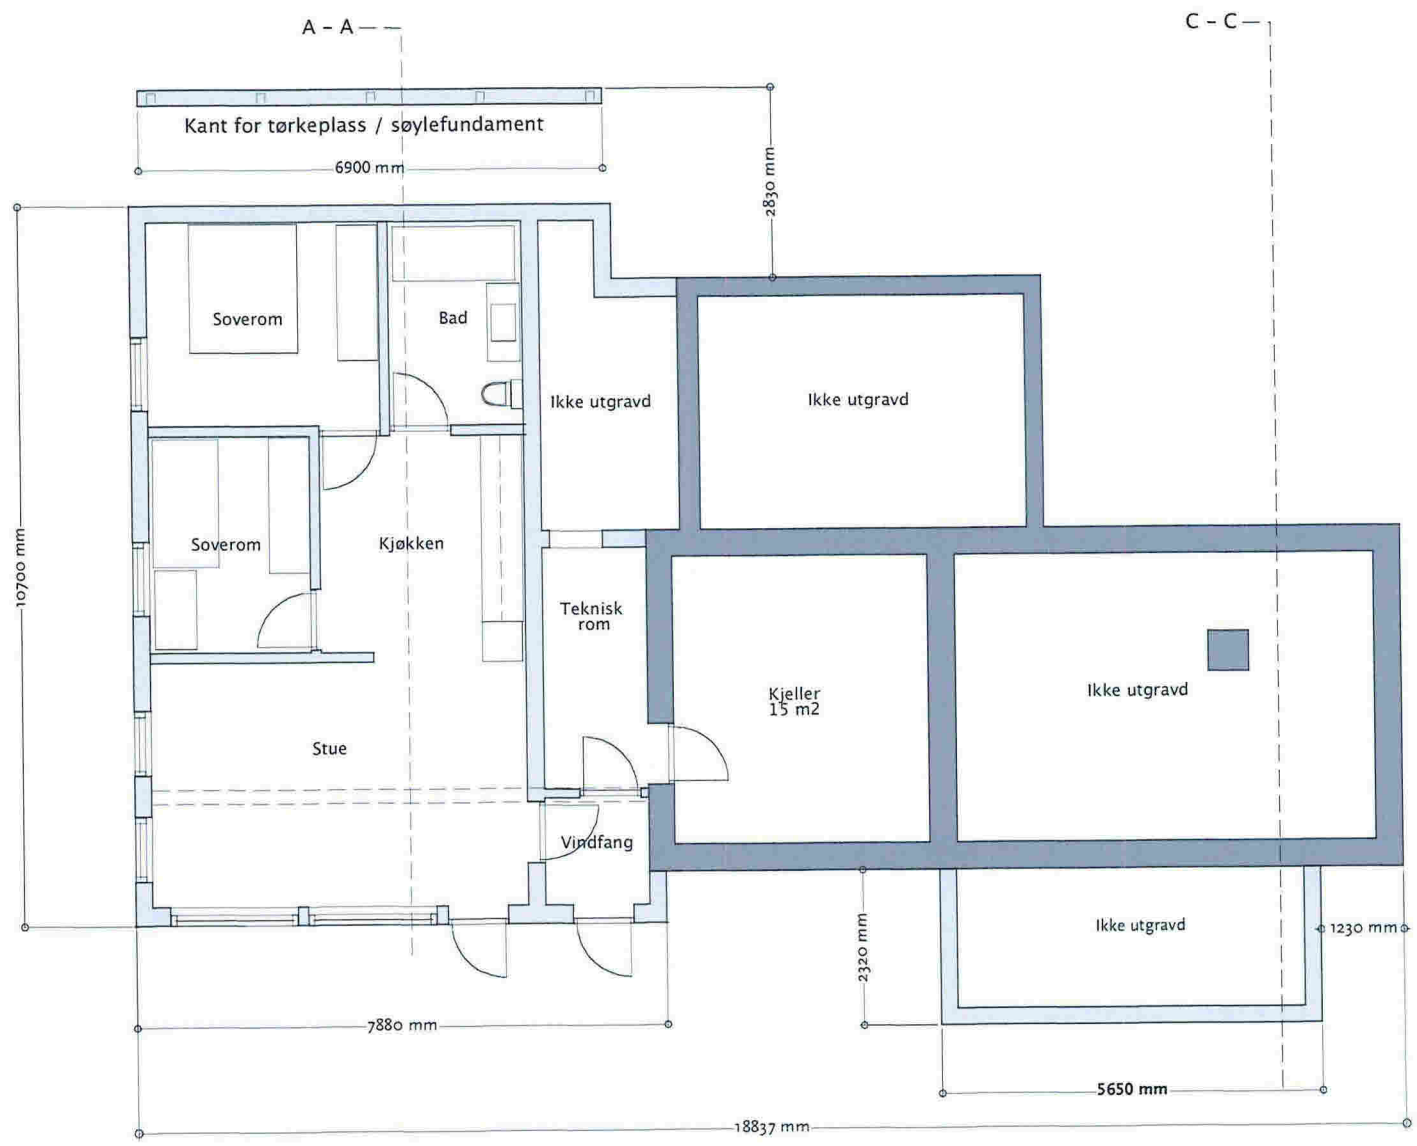 A – A
C – C
Kant for tørkeplass / søylefundament
6900 mm
2830 mm
Soverom
Bad
Ikke utgravd
Ikke utgravd
10700 mm
Soverom
Kjøkken
Teknisk
rom
Kjeller
15 m2
Ikke utgravd
Stue
Vindfang
2320 mm
Ikke utgravd
1230 mm
7880 mm
5650 mm
18837 mm